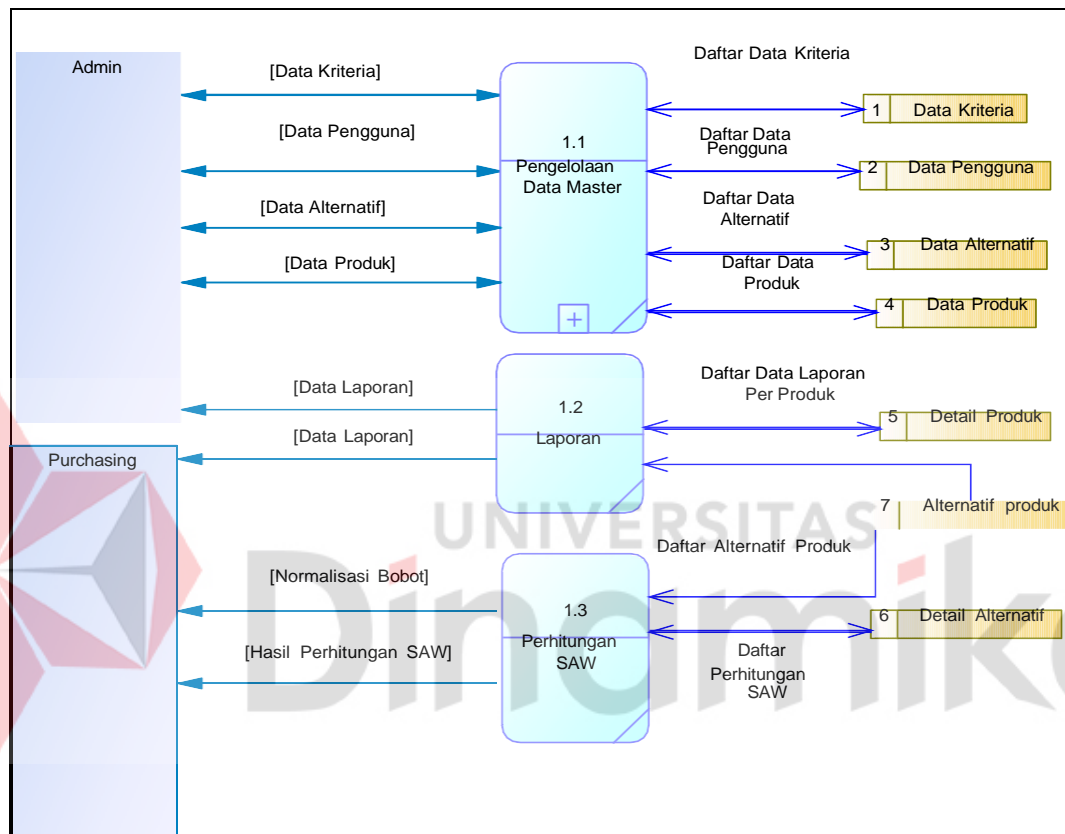 Admin
[Data Kriteria]
[Data Pengguna]
[Data Alternatif]
[Data Produk]
1.1
Pengelolaan
Data Master
+
Daftar Data Kriteria
1 Data Kriteria
Daftar Data
Pengguna
2 Data Pengguna
Daftar Data
Alternatif
3 Data Alternatif
Daftar Data
Produk
4 Data Produk
[Data Laporan]
[Data Laporan]
1.2
Laporan
Daftar Data Laporan
Per Produk
5 Detail Produk
Purchasing
7 Alternatif produk
UNIVERSITAS
Dinamika
Daftar Alternatif Produk
[Normalisasi Bobot]
[Hasil Perhitungan SAW]
1.3
Perhitungan
SAW
6 Detail Alternatif
Daftar
Perhitungan
SAW